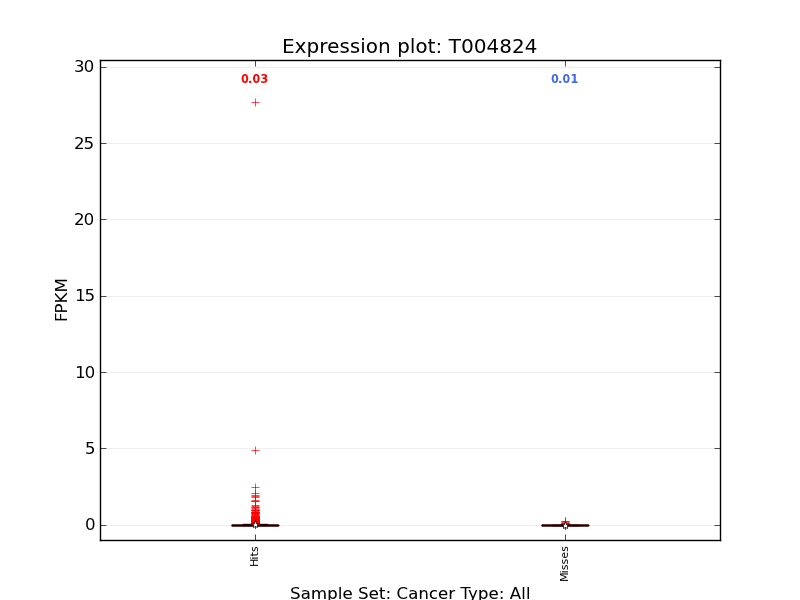 Expression plot: T004824
30
25
20
15
10
5
0
FPKM
0.03
0.01
Hits
Misses
Sample Set: Cancer Type: All